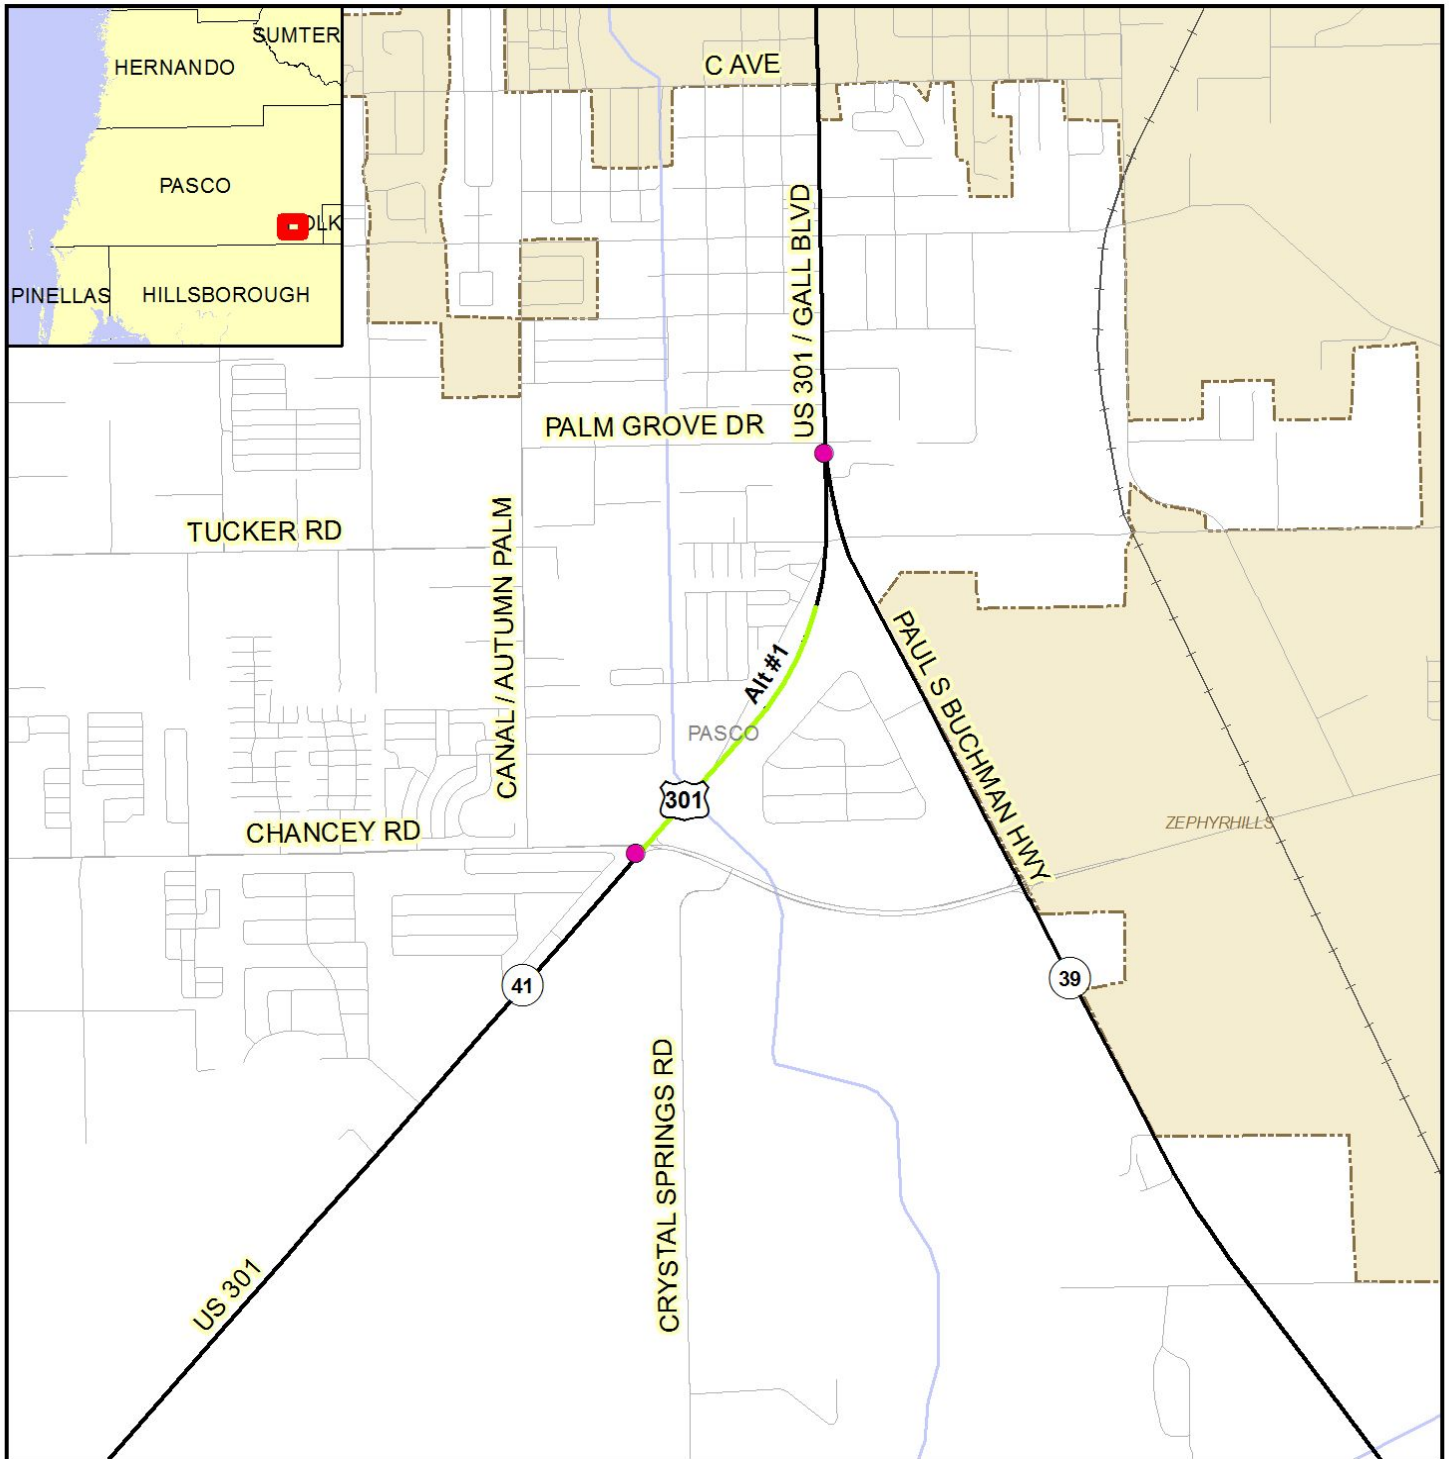 SUMTER
HERNANDO
PASCO
OLK
PINELLAS
HILLSBOROUGH
C AVE
US 301 / GALL BLVD
PALM GROVE DR
TUCKER RD
CANAL / AUTUMN PALM
Alt #1
PAUL S BUCHMAN HWY
PASCO
301
ZEPHYRHILLS
CHANCEY RD
41
39
CRYSTAL SPRINGS RD
US 301